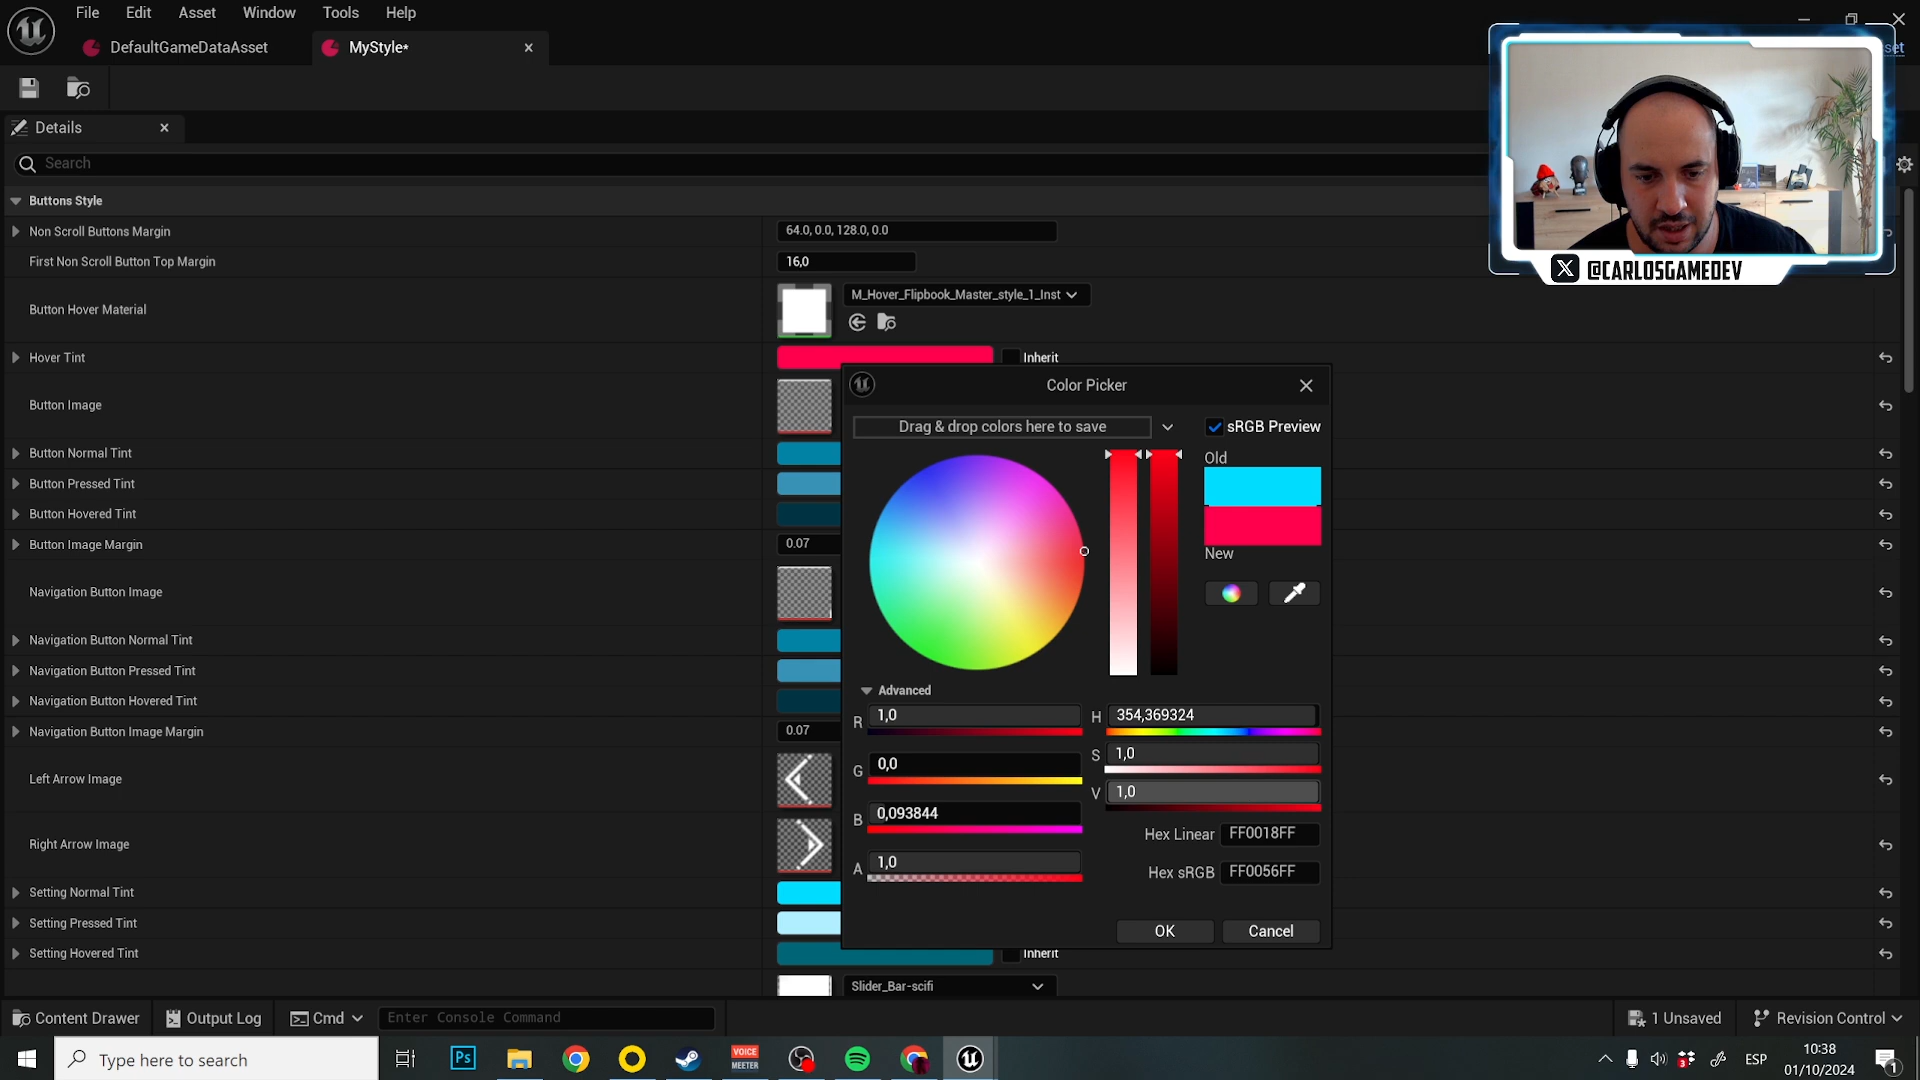 File Edit Asset Window Tools Help
DefaultGameDataAsset
MyStyle*
set
Details
Search
@CARLOSGAMEDEV
Buttons Style
Non Scroll Buttons Margin
64.0, 0.0, 128.0, 0.0
First Non Scroll Button Top Margin
16,0
Button Hover Material
M_Hover_Flipbook_Master_style_1_Inst
Hover Tint
Inherit
Button Image
Button Normal Tint
Button Pressed Tint
Button Hovered Tint
Button Image Margin
0.07
Navigation Button Image
Navigation Button Normal Tint
Navigation Button Pressed Tint
Navigation Button Hovered Tint
Navigation Button Image Margin
0.07
Left Arrow Image
Right Arrow Image
Setting Normal Tint
Setting Pressed Tint
Setting Hovered Tint
Inherit
Slider_Bar-scifi
Color Picker
Drag & drop colors here to save
sRGB Preview
Old
New
Advanced
R 1,0
H 354,369324
G 0,0
S 1,0
B 0,093844
V 1,0
A 1,0
Hex Linear FF0018FF
Hex sRGB FF0056FF
OK Cancel
Content Drawer Output Log Cmd Enter Console Command 1 Unsaved Revision Control
Type here to search
Ps
VOICE
MEETER
3
ESP
10:38
01/10/2024
1